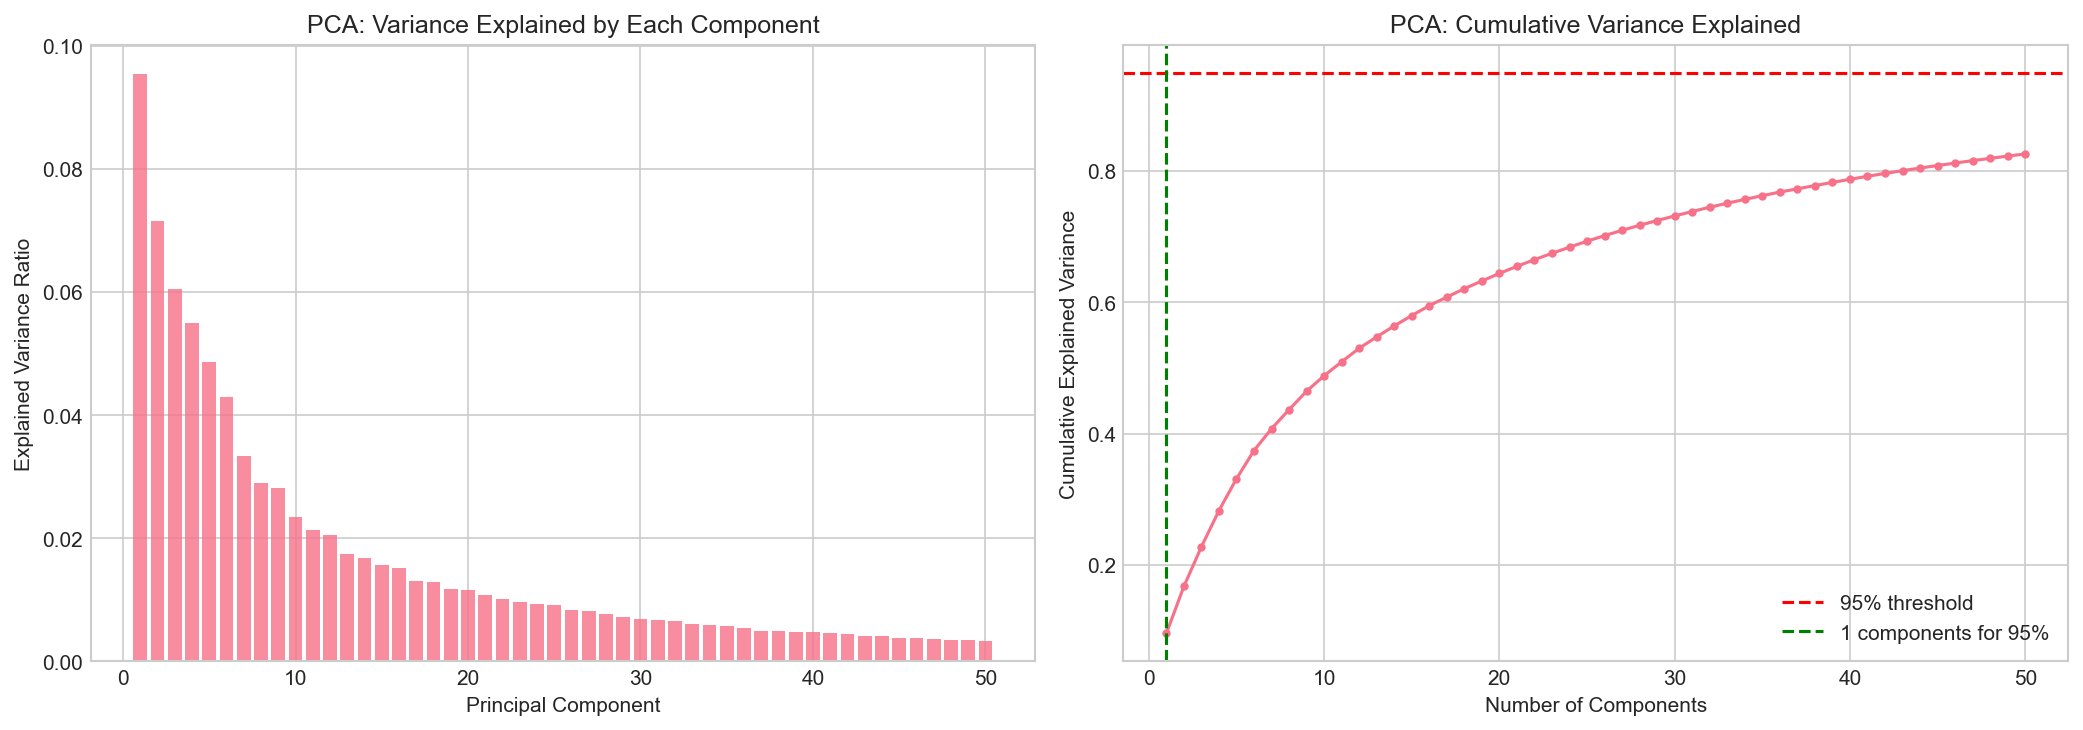 PCA: Variance Explained by Each Component
0.10
0.08
0.06
0.04
0.02
0.00
Explained Variance Ratio
0
10
20
30
40
50
Principal Component
PCA: Cumulative Variance Explained
0.8
0.6
0.4
0.2
Cumulative Explained Variance
95% threshold
1 components for 95%
0
10
20
30
40
50
Number of Components